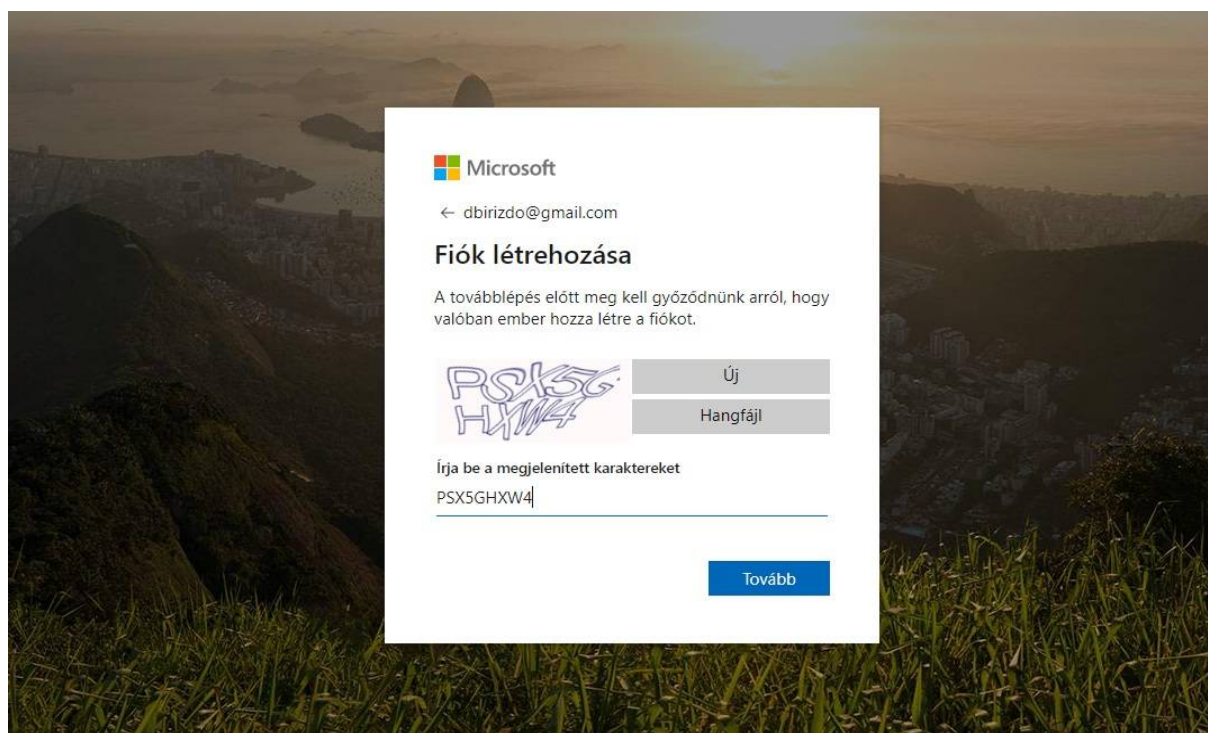 Microsoft
← dbirizdo@gmail.com
Fiók létrehozása
A továbblépés előtt meg kell győződnünk arról, hogy
valóban ember hozza létre a fiókot.
PSX5G
HXW4
Új
Hangfájl
Írja be a megjelenített karaktereket
PSX5GHXW4
Tovább